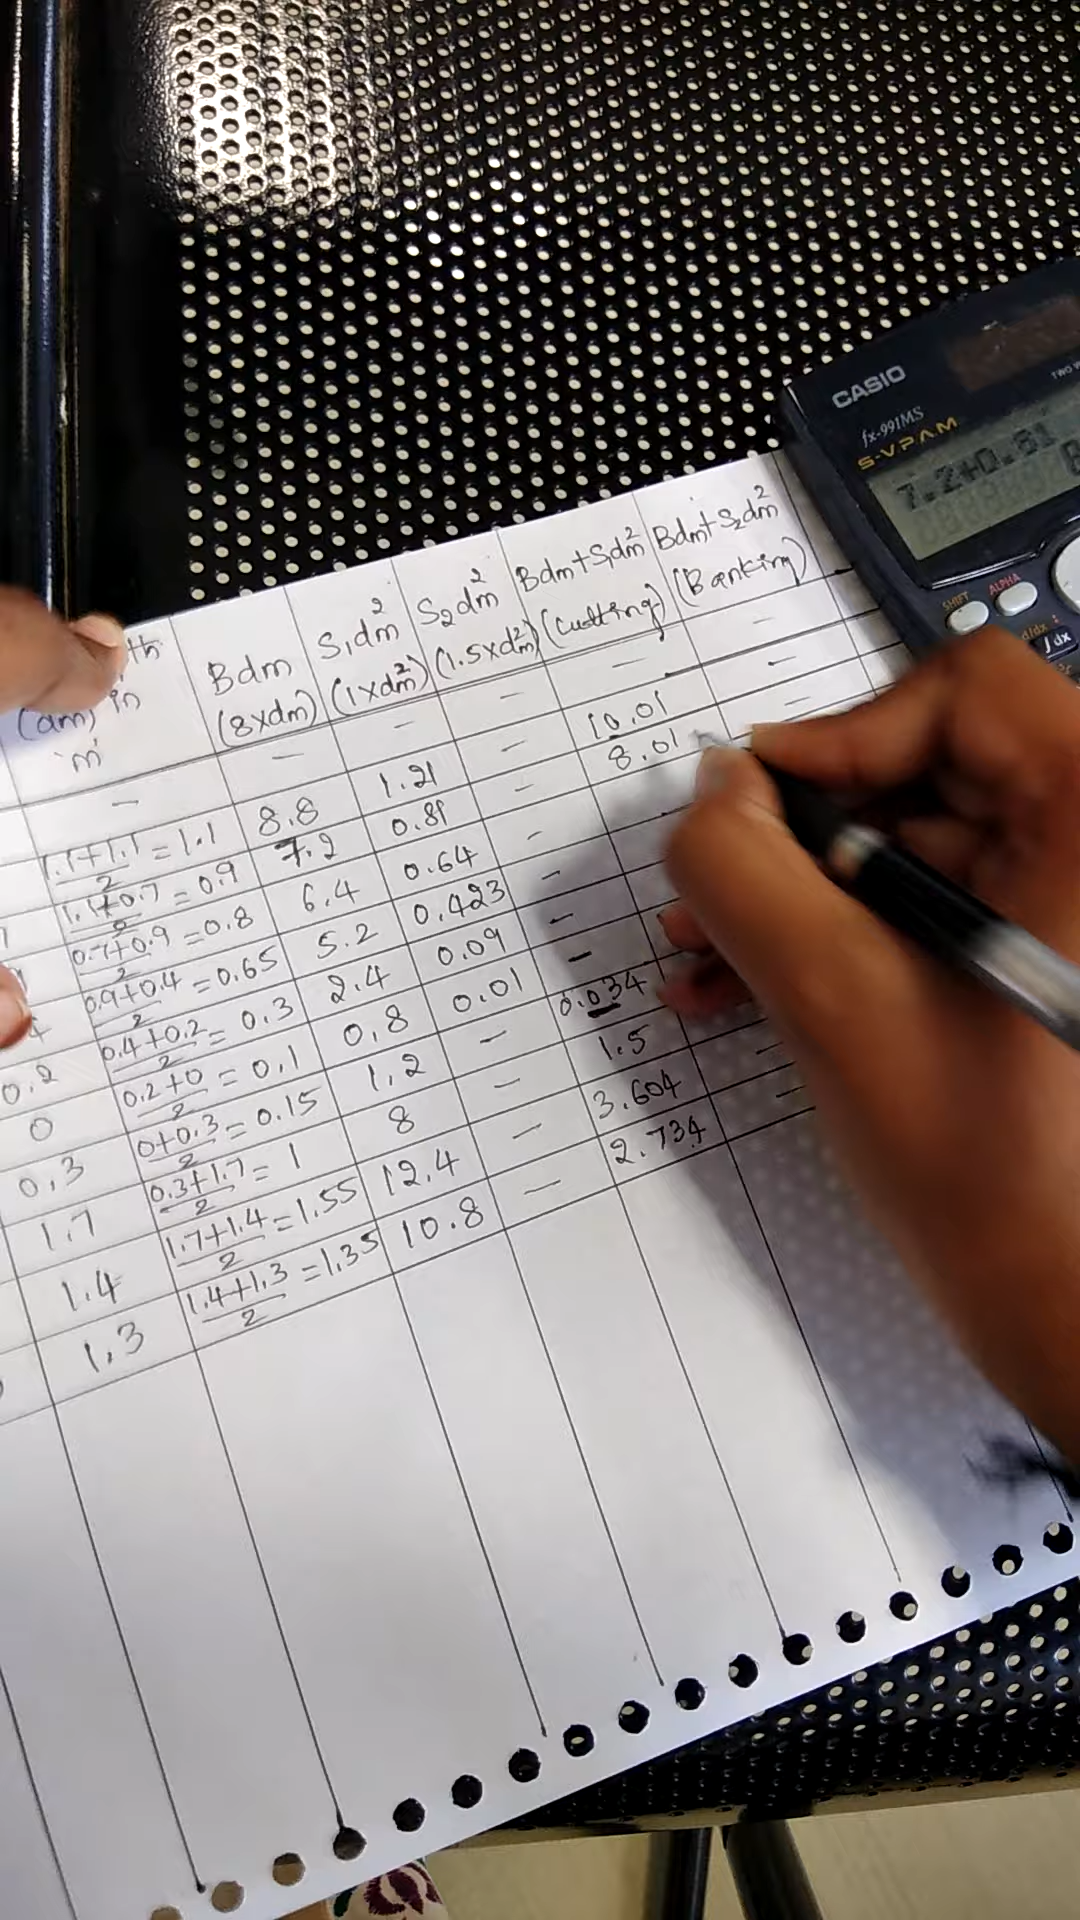 CASIO
fx-991MS
S-V.P.A.M
TWO W
7.2+0.81
8
SHIFT
ALPHA
d/dx :
∫dx
th
(dm) in
'm'
Bdm
(8xdm)
S₁dm²
(1xdm²)
S₂dm²
(1.5xdm²)
Bdm+S₁dm²
(cutting)
Bdm+S₂dm²
(Banking)
— — — — — —
1.1+1.1/2 = 1.1 8.8 1.21 — 10.01 —
1.1+0.7/2 = 0.9 7.2 0.81 — 8.01
0.7+0.9/2 = 0.8 6.4 0.64 —
0.9+0.4/2 = 0.65 5.2 0.423 —
0.2 0.4+0.2/2 = 0.3 2.4 0.09 —
0 0.2+0/2 = 0.1 0.8 0.01 —
0.3 0+0.3/2 = 0.15 1.2 — 0.034
1.7 0.3+1.7/2 = 1 8 — 1.5
1.4 1.7+1.4/2 = 1.55 12.4 — 3.604 —
1.3 1.4+1.3/2 = 1.35 10.8 — 2.734 —